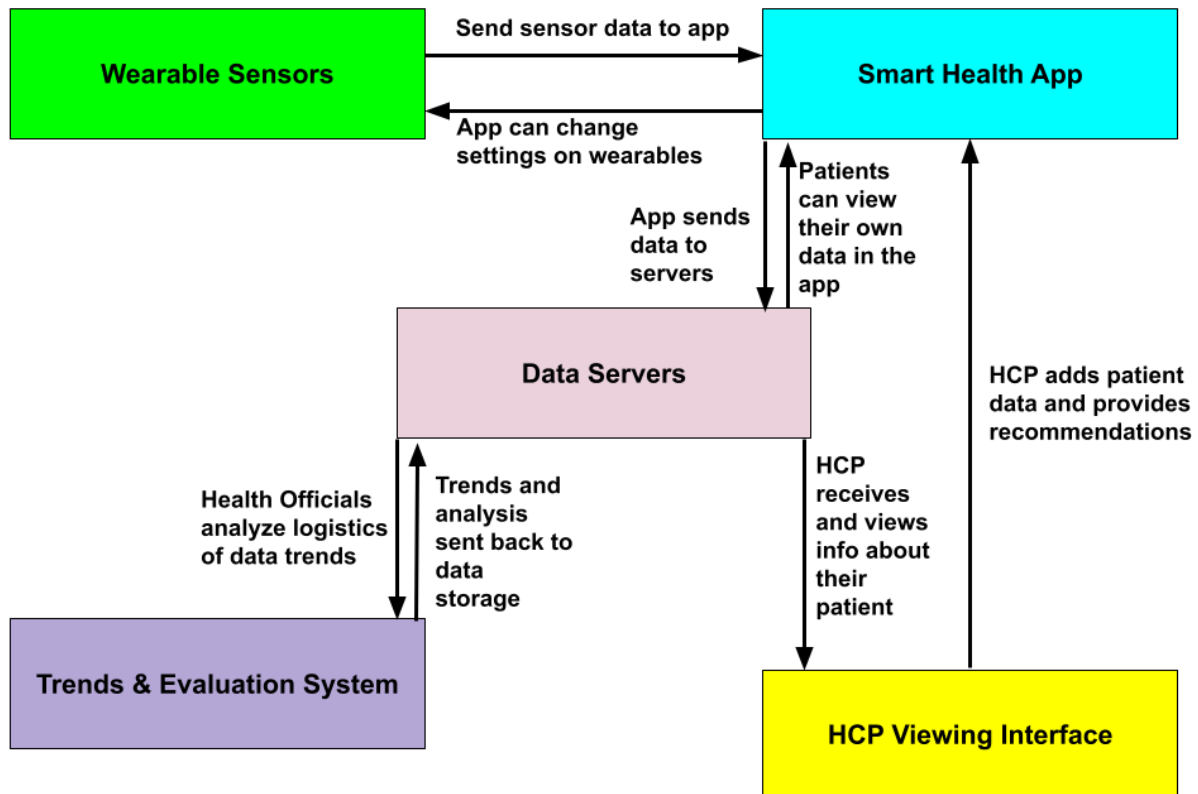 Send sensor data to app
Wearable Sensors
Smart Health App
App can change
settings on wearables
Patients
can view
their own
data in the
app
App sends
data to
servers
Data Servers
HCP adds patient
data and provides
recommendations
Health Officials
analyze logistics
of data trends
Trends and
analysis
sent back to
data
storage
HCP
receives
and views
info about
their
patient
Trends & Evaluation System
HCP Viewing Interface